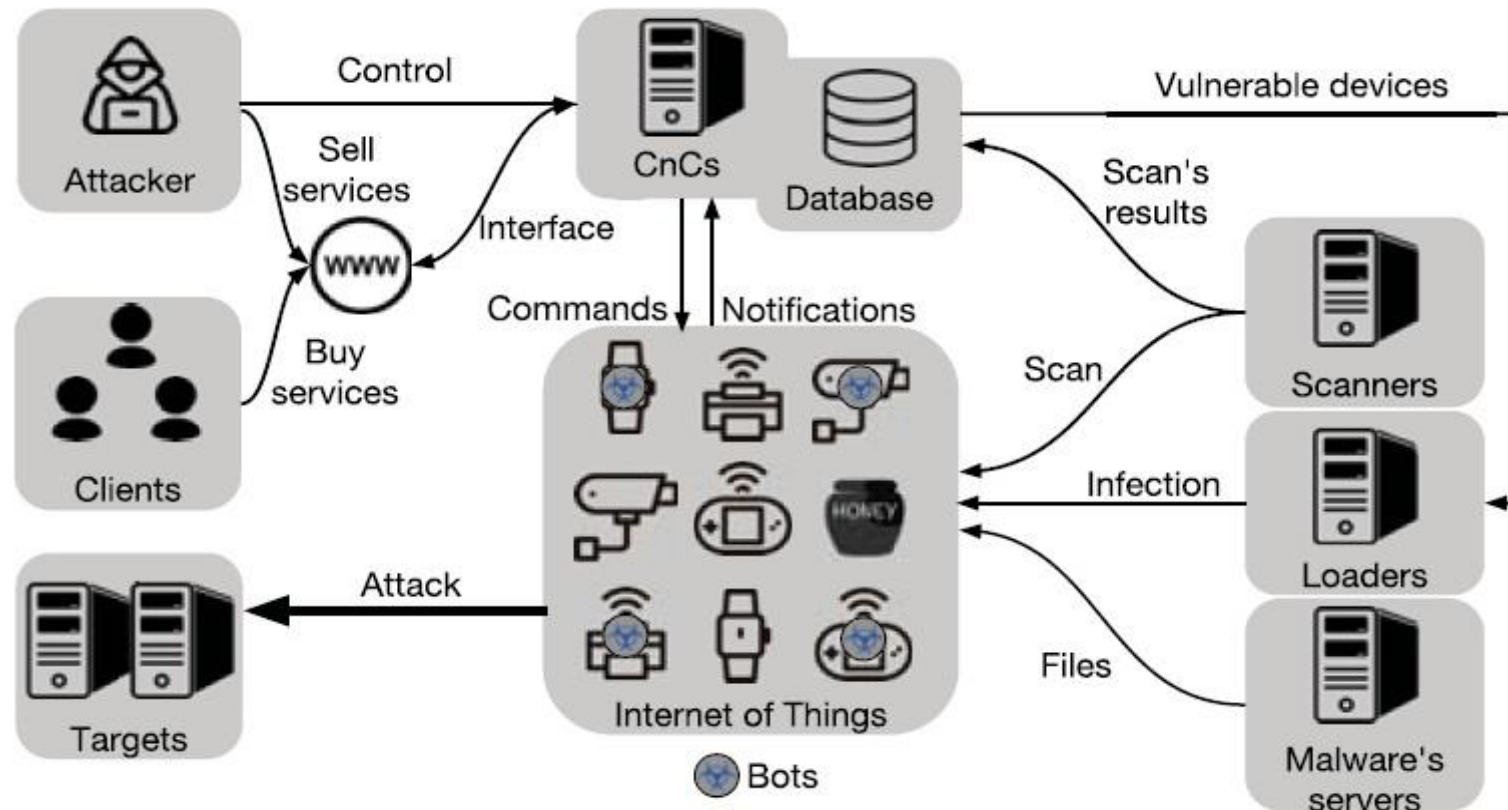 Attacker
Control
Sell
services
Interface
WWW
CnCs
Database
Vulnerable devices
Scan's
results
Scanners
Clients
Buy
services
Commands
Notifications
Scan
HONEY
Infection
Loaders
Attack
Targets
Internet of Things
Files
Malware's
servers
Bots